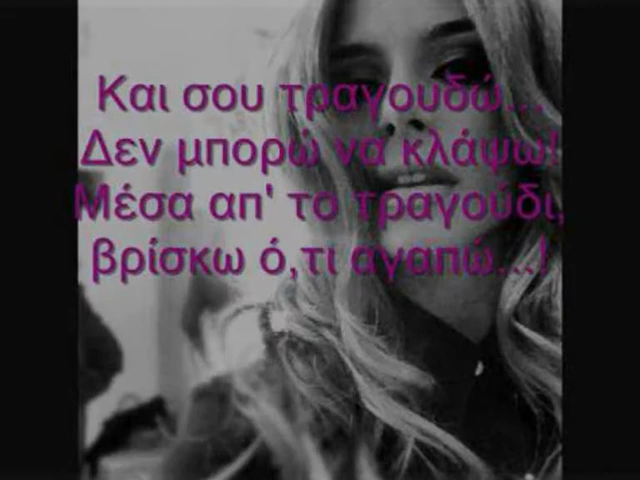 Και σου τραγουδώ...
Δεν μπορώ να κλάψω!
Μέσα απ' το τραγούδι,
βρίσκω ό,τι αγαπώ...!